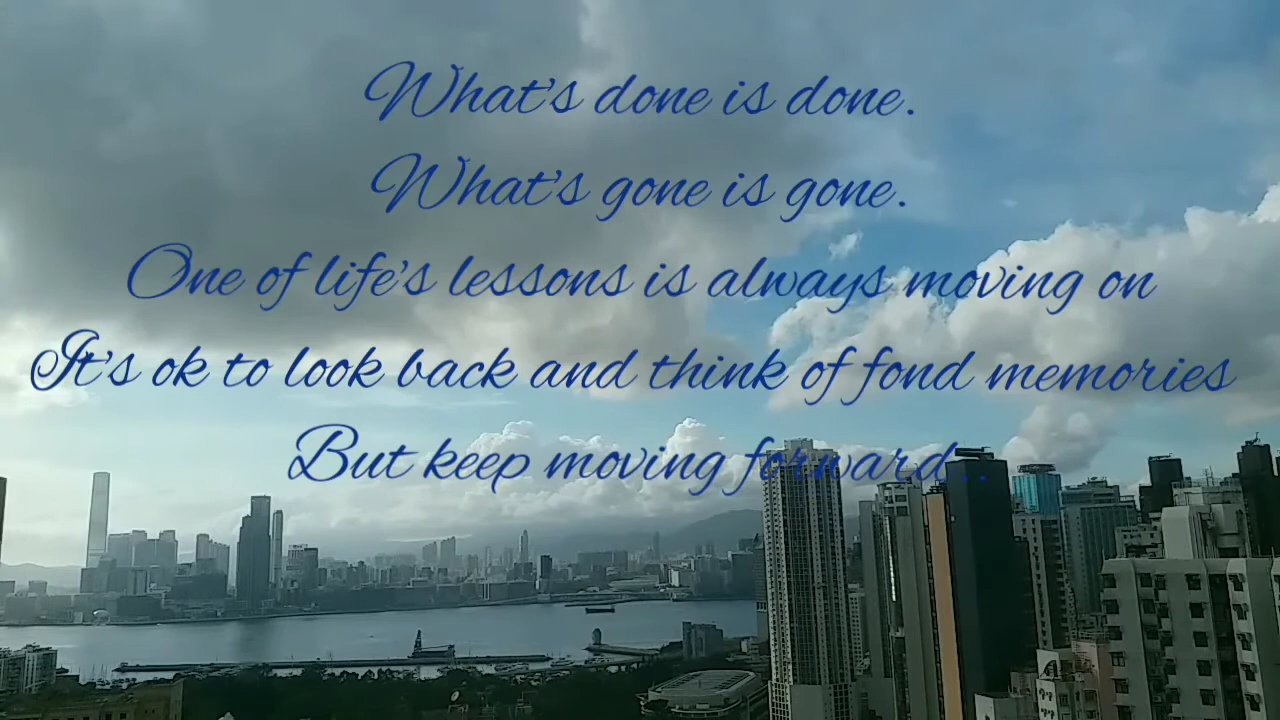 What's done is done.
What's gone is gone.
One of life's lessons is always moving on
It's ok to look back and think of fond memories
But keep moving forward..